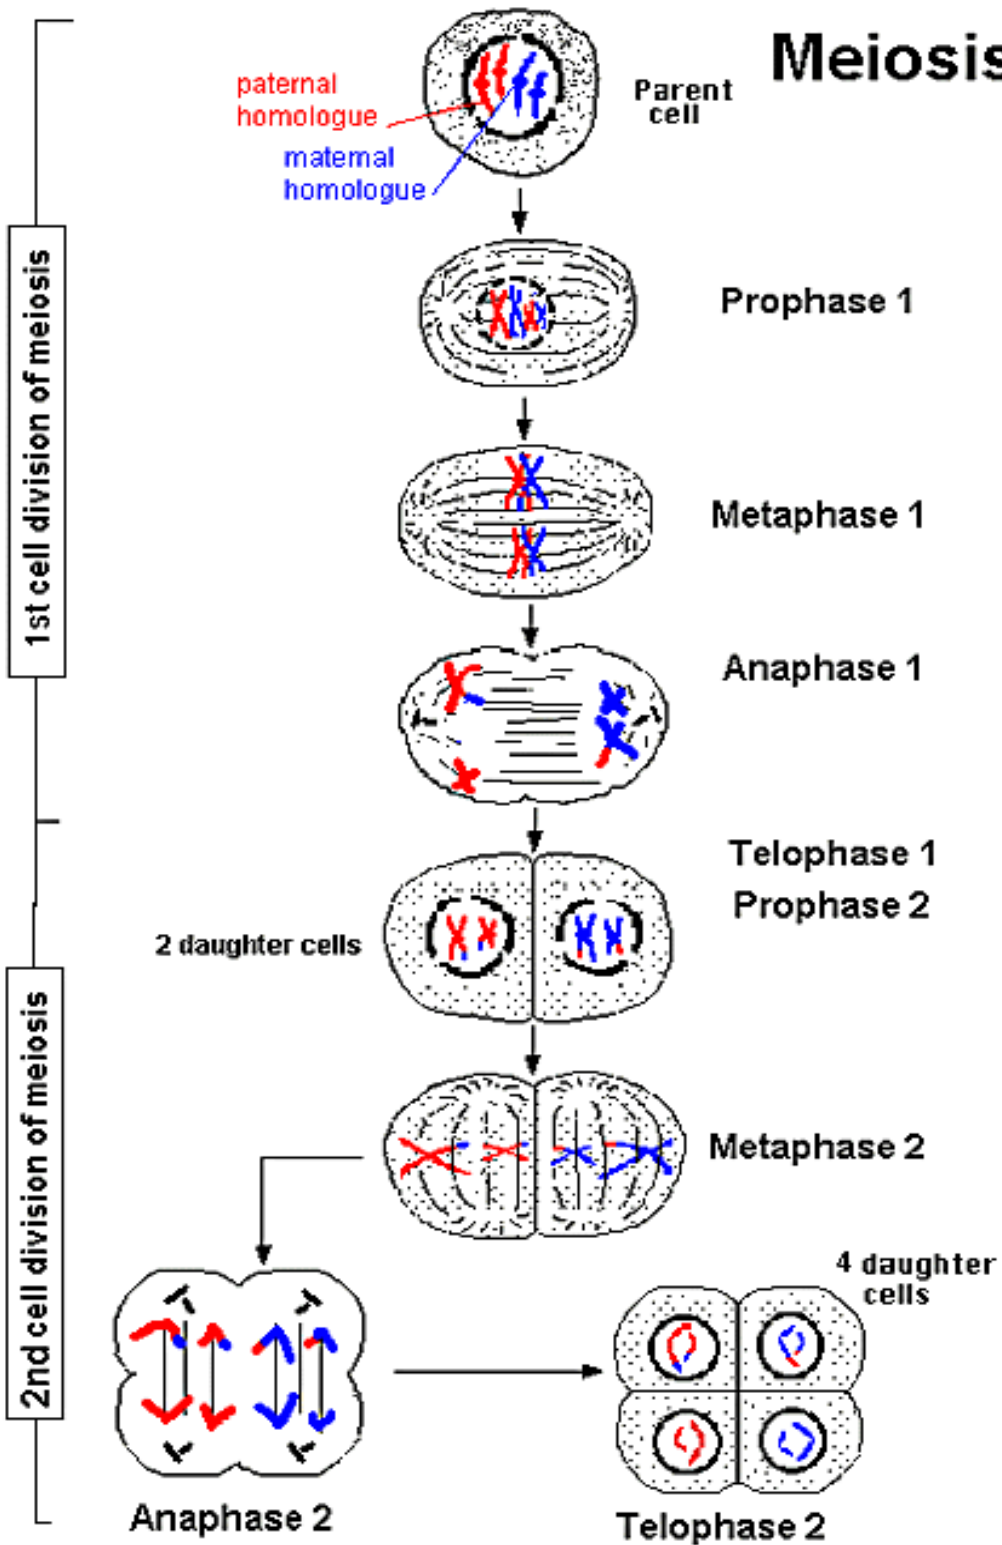 Meiosis
paternal
homologue
maternal
homologue
Parent
cell
1st cell division of meiosis
Prophase 1
Metaphase 1
Anaphase 1
Telophase 1
Prophase 2
2 daughter cells
2nd cell division of meiosis
Metaphase 2
4 daughter
cells
Anaphase 2
Telophase 2